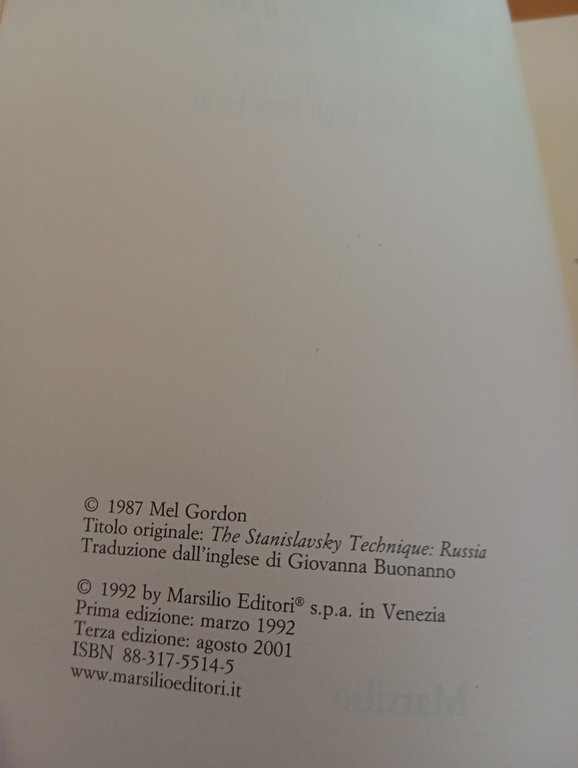 © 1987 Mel Gordon
Titolo originale: The Stanislavsky Technique: Russia
Traduzione dall'inglese di Giovanna Buonanno
© 1992 by Marsilio Editori® s.p.a. in Venezia
Prima edizione: marzo 1992
Terza edizione: agosto 2001
ISBN 88-317-5514-5
www.marsilioeditori.it
Marsilio